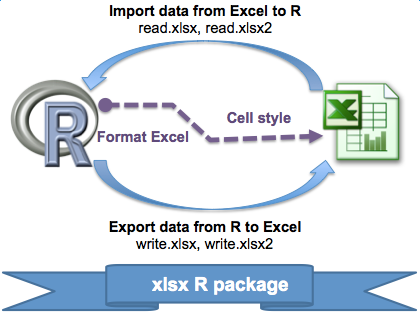 Import data from Excel to R
read.xlsx, read.xlsx2
R
X
Cell style
Format Excel
Export data from R to Excel
write.xlsx, write.xlsx2
xlsx R package